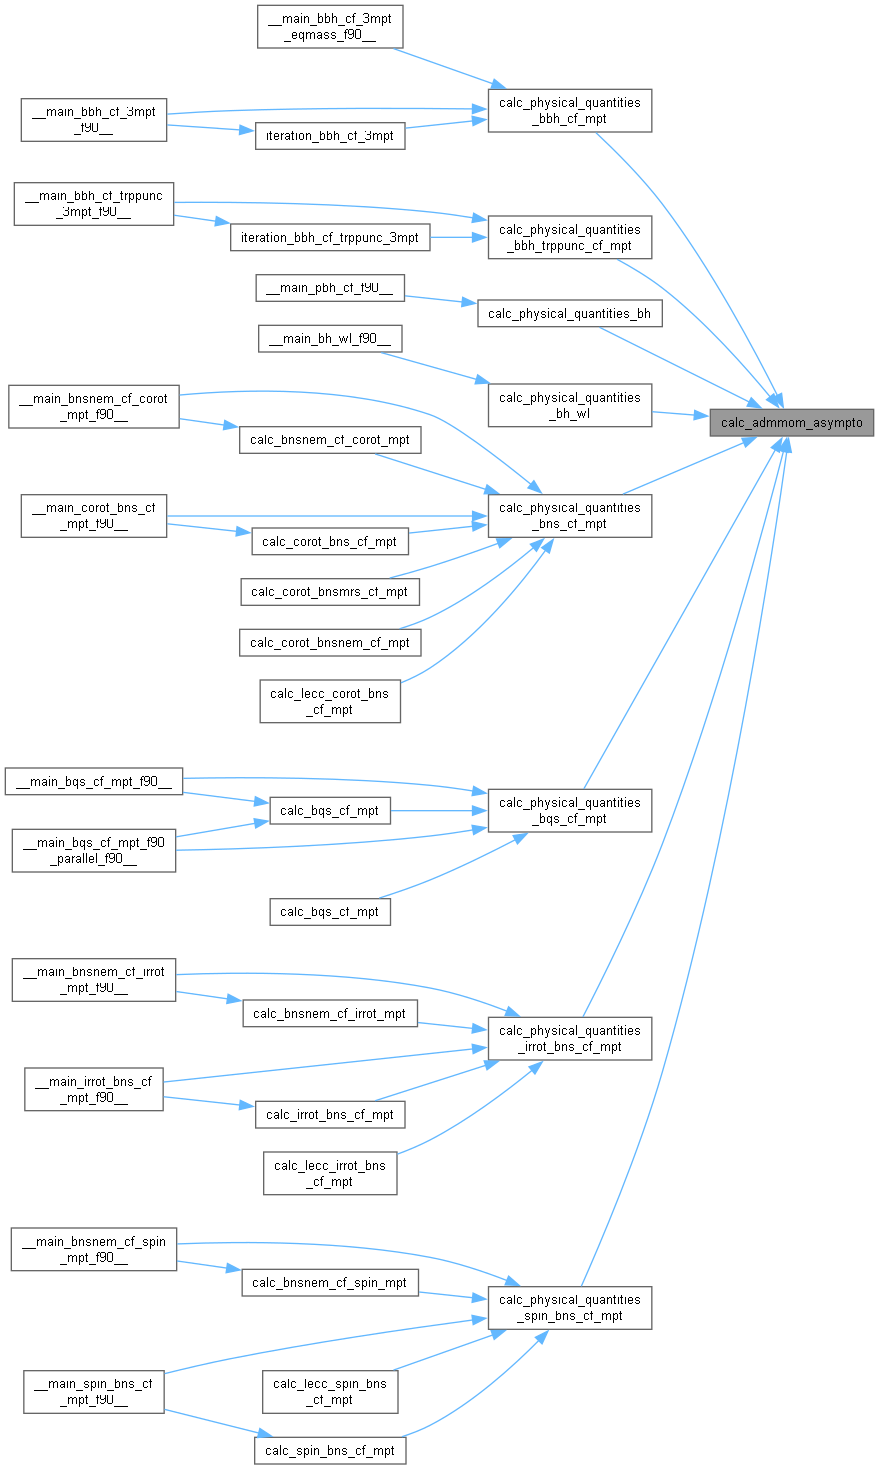 __main_bbh_cf_3mpt
_eqmass_f90__
calc_physical_quantities
_bbh_cf_mpt
__main_bbh_cf_3mpt
_f90__
iteration_bbh_cf_3mpt
__main_bbh_cf_trppunc
_3mpt_f90__
calc_physical_quantities
_bbh_trppunc_cf_mpt
iteration_bbh_cf_trppunc_3mpt
__main_pbh_cf_f90__
calc_physical_quantities_bh
__main_bh_wl_f90__
calc_physical_quantities
_bh_wl
calc_admmom_asympto
__main_bnsnem_cf_corot
_mpt_f90__
calc_bnsnem_cf_corot_mpt
__main_corot_bns_cf
_mpt_f90__
calc_physical_quantities
_bns_cf_mpt
calc_corot_bns_cf_mpt
calc_corot_bnsmrs_cf_mpt
calc_corot_bnsnem_cf_mpt
calc_lecc_corot_bns
_cf_mpt
__main_bqs_cf_mpt_f90__
calc_bqs_cf_mpt
calc_physical_quantities
_bqs_cf_mpt
__main_bqs_cf_mpt_f90
_parallel_f90__
calc_bqs_cf_mpt
__main_bnsnem_cf_irrot
_mpt_f90__
calc_bnsnem_cf_irrot_mpt
calc_physical_quantities
_irrot_bns_cf_mpt
__main_irrot_bns_cf
_mpt_f90__
calc_irrot_bns_cf_mpt
calc_lecc_irrot_bns
_cf_mpt
__main_bnsnem_cf_spin
_mpt_f90__
calc_bnsnem_cf_spin_mpt
calc_physical_quantities
_spin_bns_cf_mpt
__main_spin_bns_cf
_mpt_f90__
calc_lecc_spin_bns
_cf_mpt
calc_spin_bns_cf_mpt